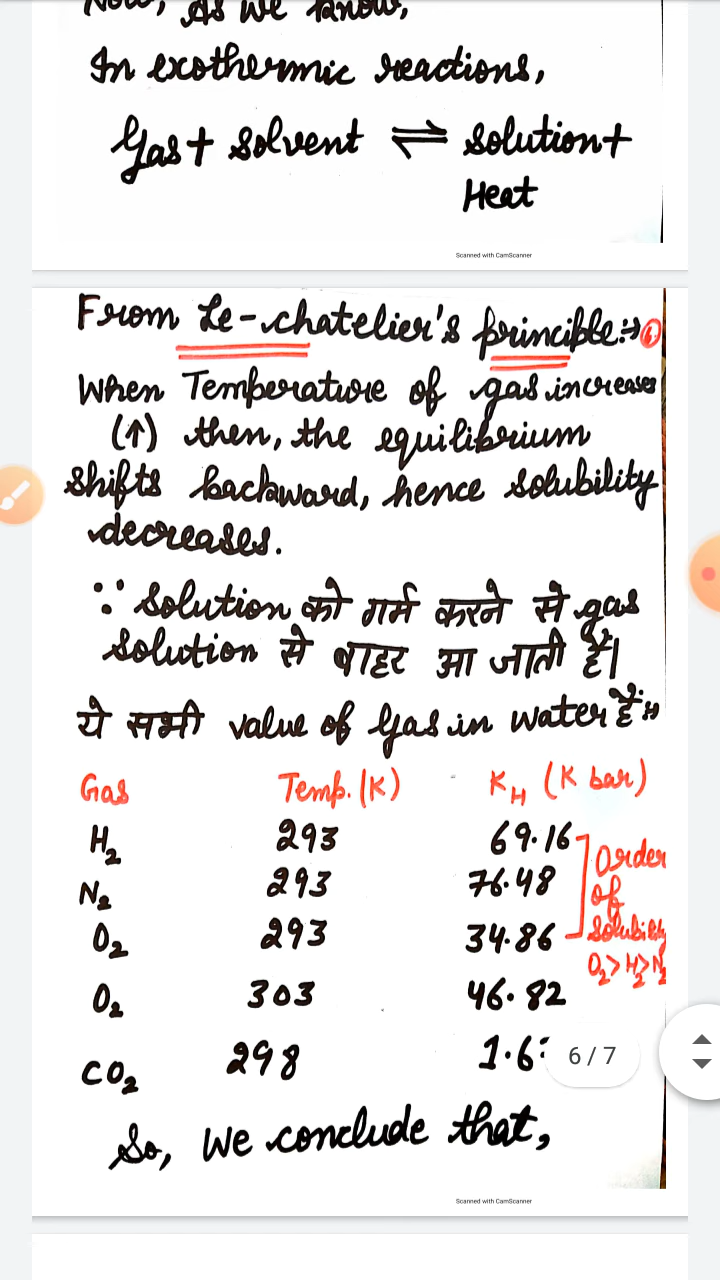 Now, As we know,
In exothermic reactions,
Gas + solvent ⇌ solution +
Heat
Scanned with CamScanner
From Le-chatelier's principle:→
When Temperature of gas increases
(↑) then, the equilibrium
shifts backward, hence solubility
decreases.
∵ solution को गर्म करने से gas
solution से बाहर आ जाती है।
ये सभी value of Gas in water हैं:→
Gas Temp. (K) KH (K bar)
H2 293 69.16
N2 293 76.48
O2 293 34.86
Order
of
solubility
O2>H2>N2
O2 303 46.82
CO2 298 1.6
6 / 7
So, We conclude that,
Scanned with CamScanner